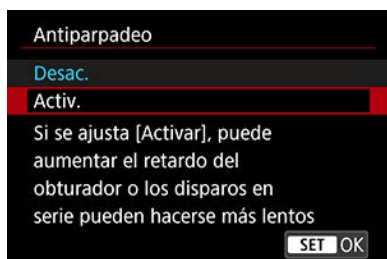 Antiparpadeo
Desac.
Activ.
Si se ajusta [Activar], puede
aumentar el retardo del
obturador o los disparos en
serie pueden hacerse más lentos
SET OK